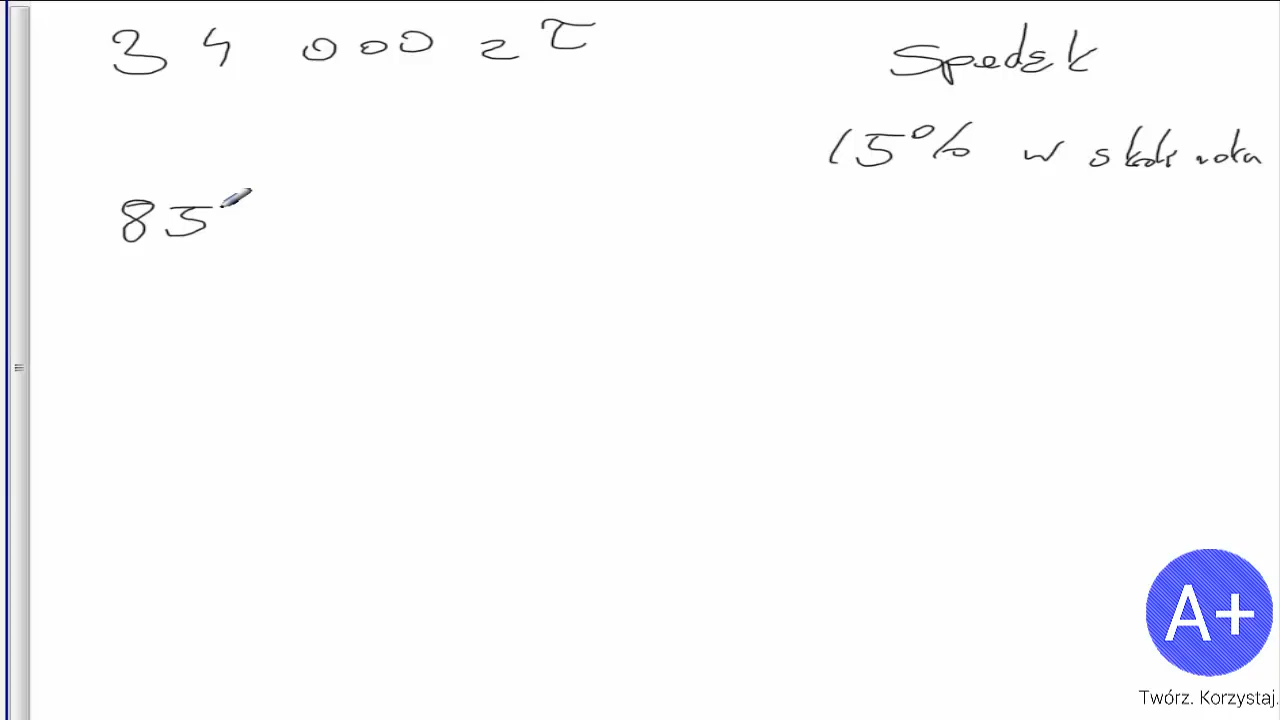 34 000 zł
Spadek
15% w skali roku
85
A+
Twórz. Korzystaj.